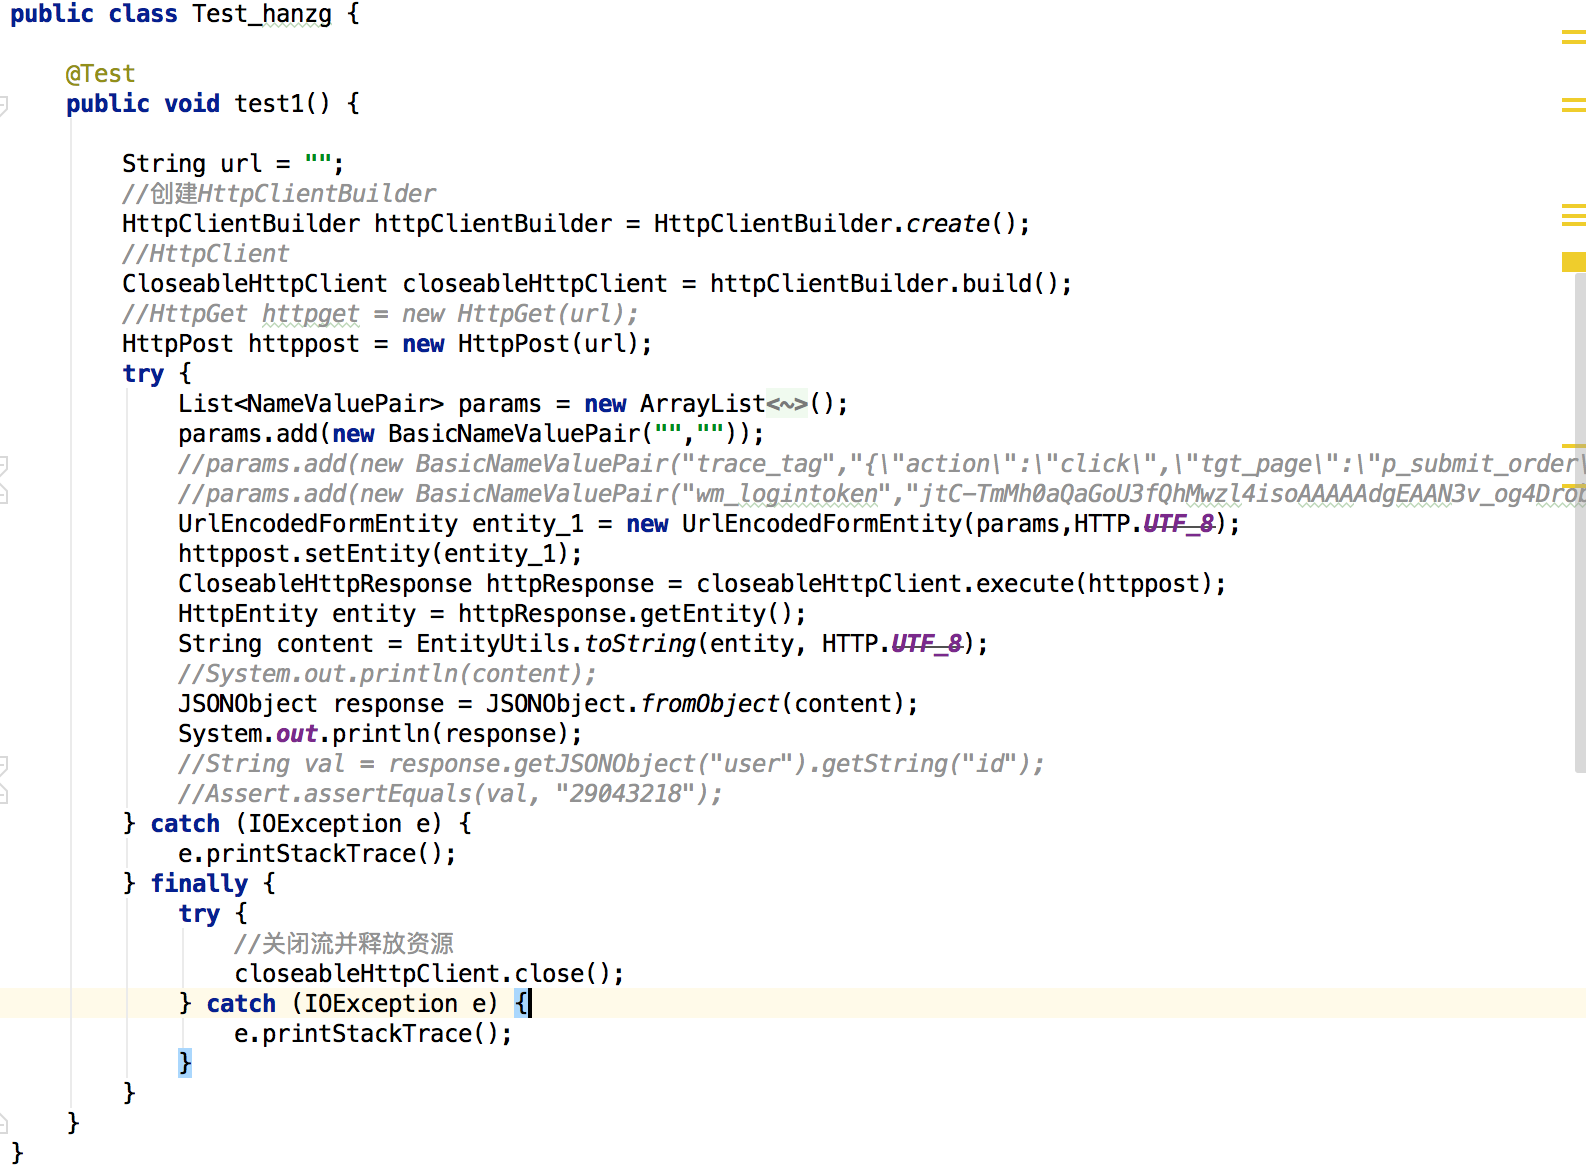 public class Test_hanzg {
@Test
public void test1() {
String url = "";
//创建HttpClientBuilder
HttpClientBuilder httpClientBuilder = HttpClientBuilder.create();
//HttpClient
CloseableHttpClient closeableHttpClient = httpClientBuilder.build();
//HttpGet httpget = new HttpGet(url);
HttpPost httppost = new HttpPost(url);
try {
List<NameValuePair> params = new ArrayList<~>();
params.add(new BasicNameValuePair("",""));
//params.add(new BasicNameValuePair("trace_tag","{\"action\":\"click\",\"tgt_page\":\"p_submit_order\
//params.add(new BasicNameValuePair("wm_logintoken","jtC-TmMh0aQaGoU3fQhMwzl4isoAAAAAdgEAAN3v_og4Drob
UrlEncodedFormEntity entity_1 = new UrlEncodedFormEntity(params,HTTP.UTF_8);
httppost.setEntity(entity_1);
CloseableHttpResponse httpResponse = closeableHttpClient.execute(httppost);
HttpEntity entity = httpResponse.getEntity();
String content = EntityUtils.toString(entity, HTTP.UTF_8);
//System.out.println(content);
JSONObject response = JSONObject.fromObject(content);
System.out.println(response);
//String val = response.getJSONObject("user").getString("id");
//Assert.assertEquals(val, "29043218");
} catch (IOException e) {
e.printStackTrace();
} finally {
try {
//关闭流并释放资源
closeableHttpClient.close();
} catch (IOException e) {
e.printStackTrace();
}
}
}
}